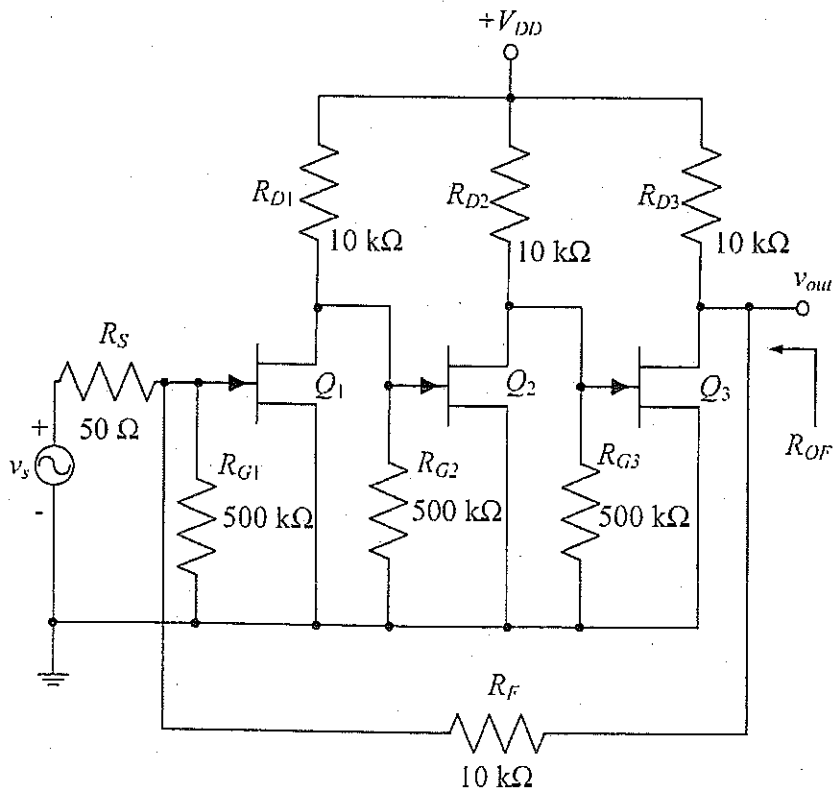 +V_DD
R_D1
10 kΩ
R_D2
10 kΩ
R_D3
10 kΩ
v_out
R_S
50 Ω
Q_1
Q_2
Q_3
R_OF
+
v_s
-
R_G1
500 kΩ
R_G2
500 kΩ
R_G3
500 kΩ
R_F
10 kΩ